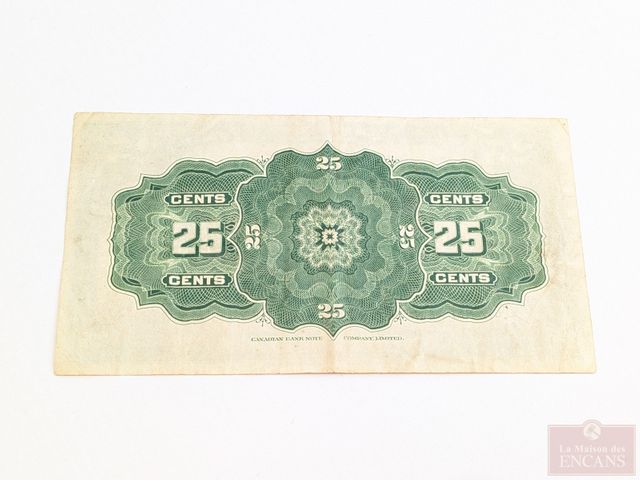 25
CENTS CENTS
25 25 25 25
CENTS CENTS
25
CANADIAN BANK NOTE COMPANY, LIMITED.
La Maison des
ENCANS